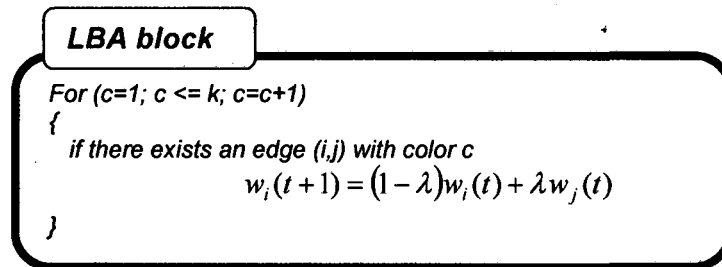 LBA block
For (c=1; c <= k; c=c+1)
{
if there exists an edge (i,j) with color c
w_i(t+1) = (1-λ)w_i(t) + λw_j(t)
}